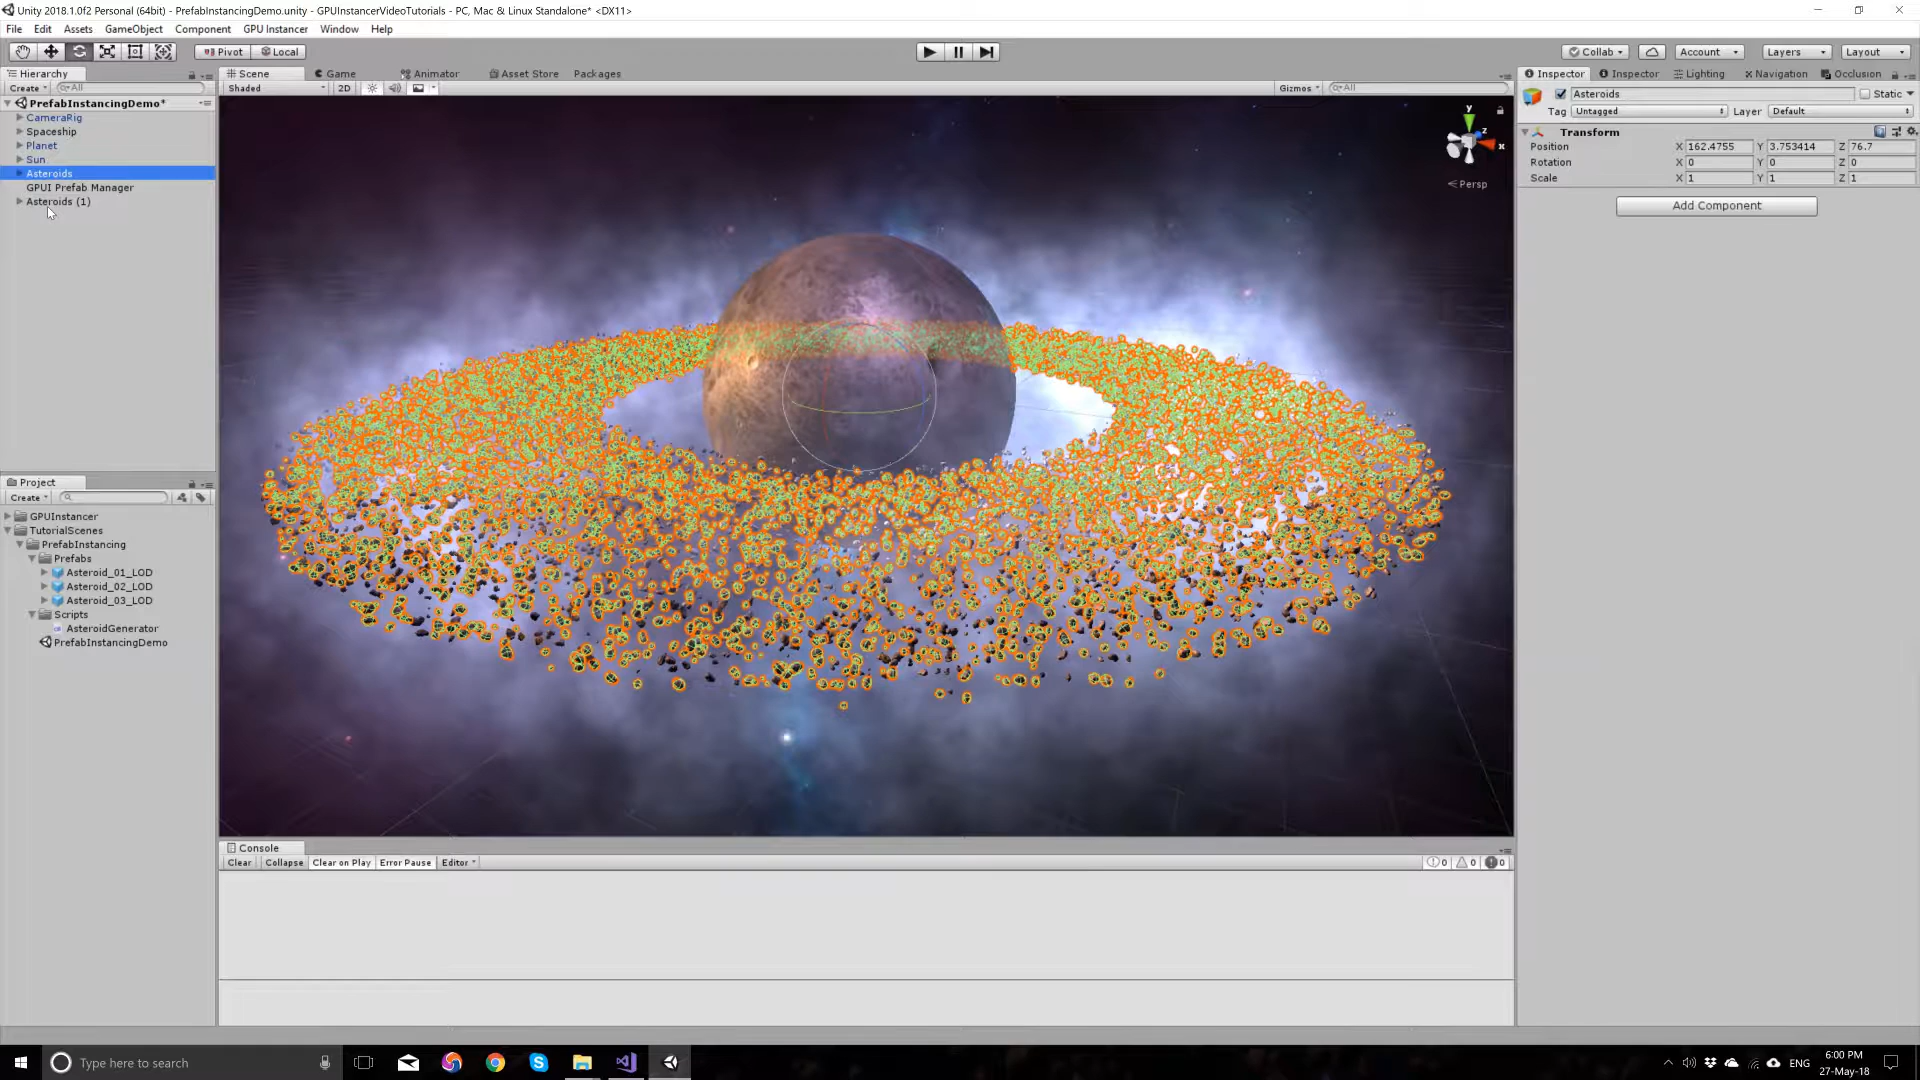 Unity 2018.1.0f2 Personal (64bit) - PrefabInstancingDemo.unity - GPUInstancerVideoTutorials - PC, Mac & Linux Standalone* <DX11>
File Edit Assets GameObject Component GPU Instancer Window Help
Pivot Local Collab Account Layers Layout
Hierarchy
Create All
PrefabInstancingDemo*
CameraRig
Spaceship
Planet
Sun
Asteroids
GPUI Prefab Manager
Asteroids (1)
Scene Game Animator Asset Store Packages
Shaded 2D Gizmos All
y
z
x
Persp
Inspector Inspector Lighting Navigation Occlusion
Asteroids Static
Tag Untagged Layer Default
Transform
Position X 162.4755 Y 3.753414 Z 76.7
Rotation X 0 Y 0 Z 0
Scale X 1 Y 1 Z 1
Add Component
Project
Create
GPUInstancer
TutorialScenes
PrefabInstancing
Prefabs
Asteroid_01_LOD
Asteroid_02_LOD
Asteroid_03_LOD
Scripts
AsteroidGenerator
PrefabInstancingDemo
Console
Clear Collapse Clear on Play Error Pause Editor 0 0 0
Type here to search
ENG
6:00 PM
27-May-18